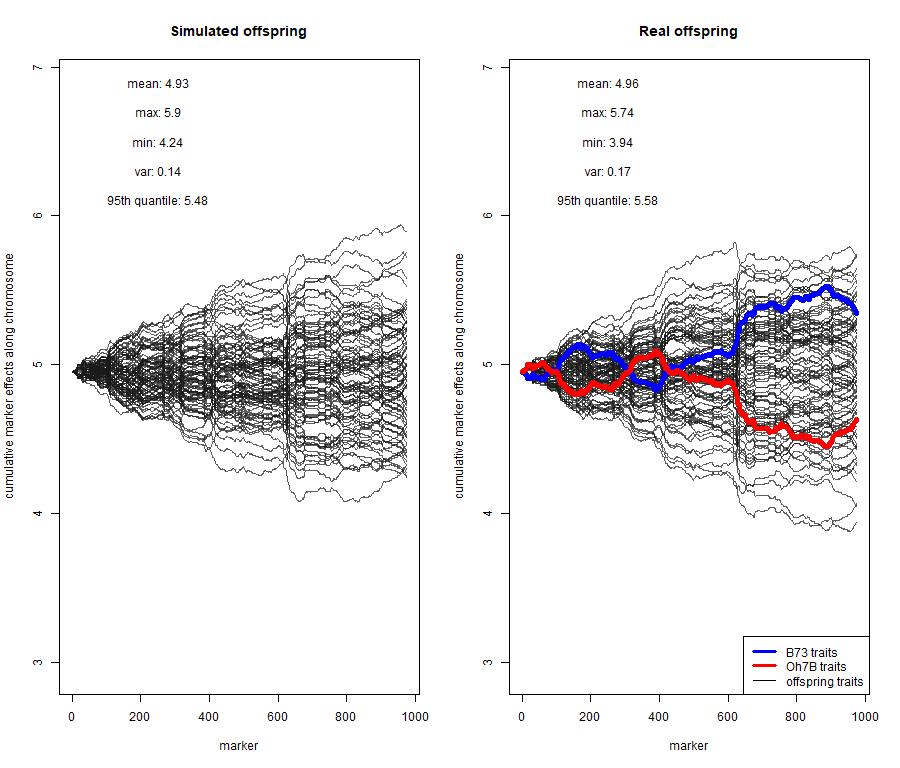 Simulated offspring
mean: 4.93
max: 5.9
min: 4.24
var: 0.14
95th quantile: 5.48
cumulative marker effects along chromosome
7
6
5
4
3
0 200 400 600 800 1000
marker
Real offspring
mean: 4.96
max: 5.74
min: 3.94
var: 0.17
95th quantile: 5.58
cumulative marker effects along chromosome
7
6
5
4
3
B73 traits
Oh7B traits
offspring traits
0 200 400 600 800 1000
marker